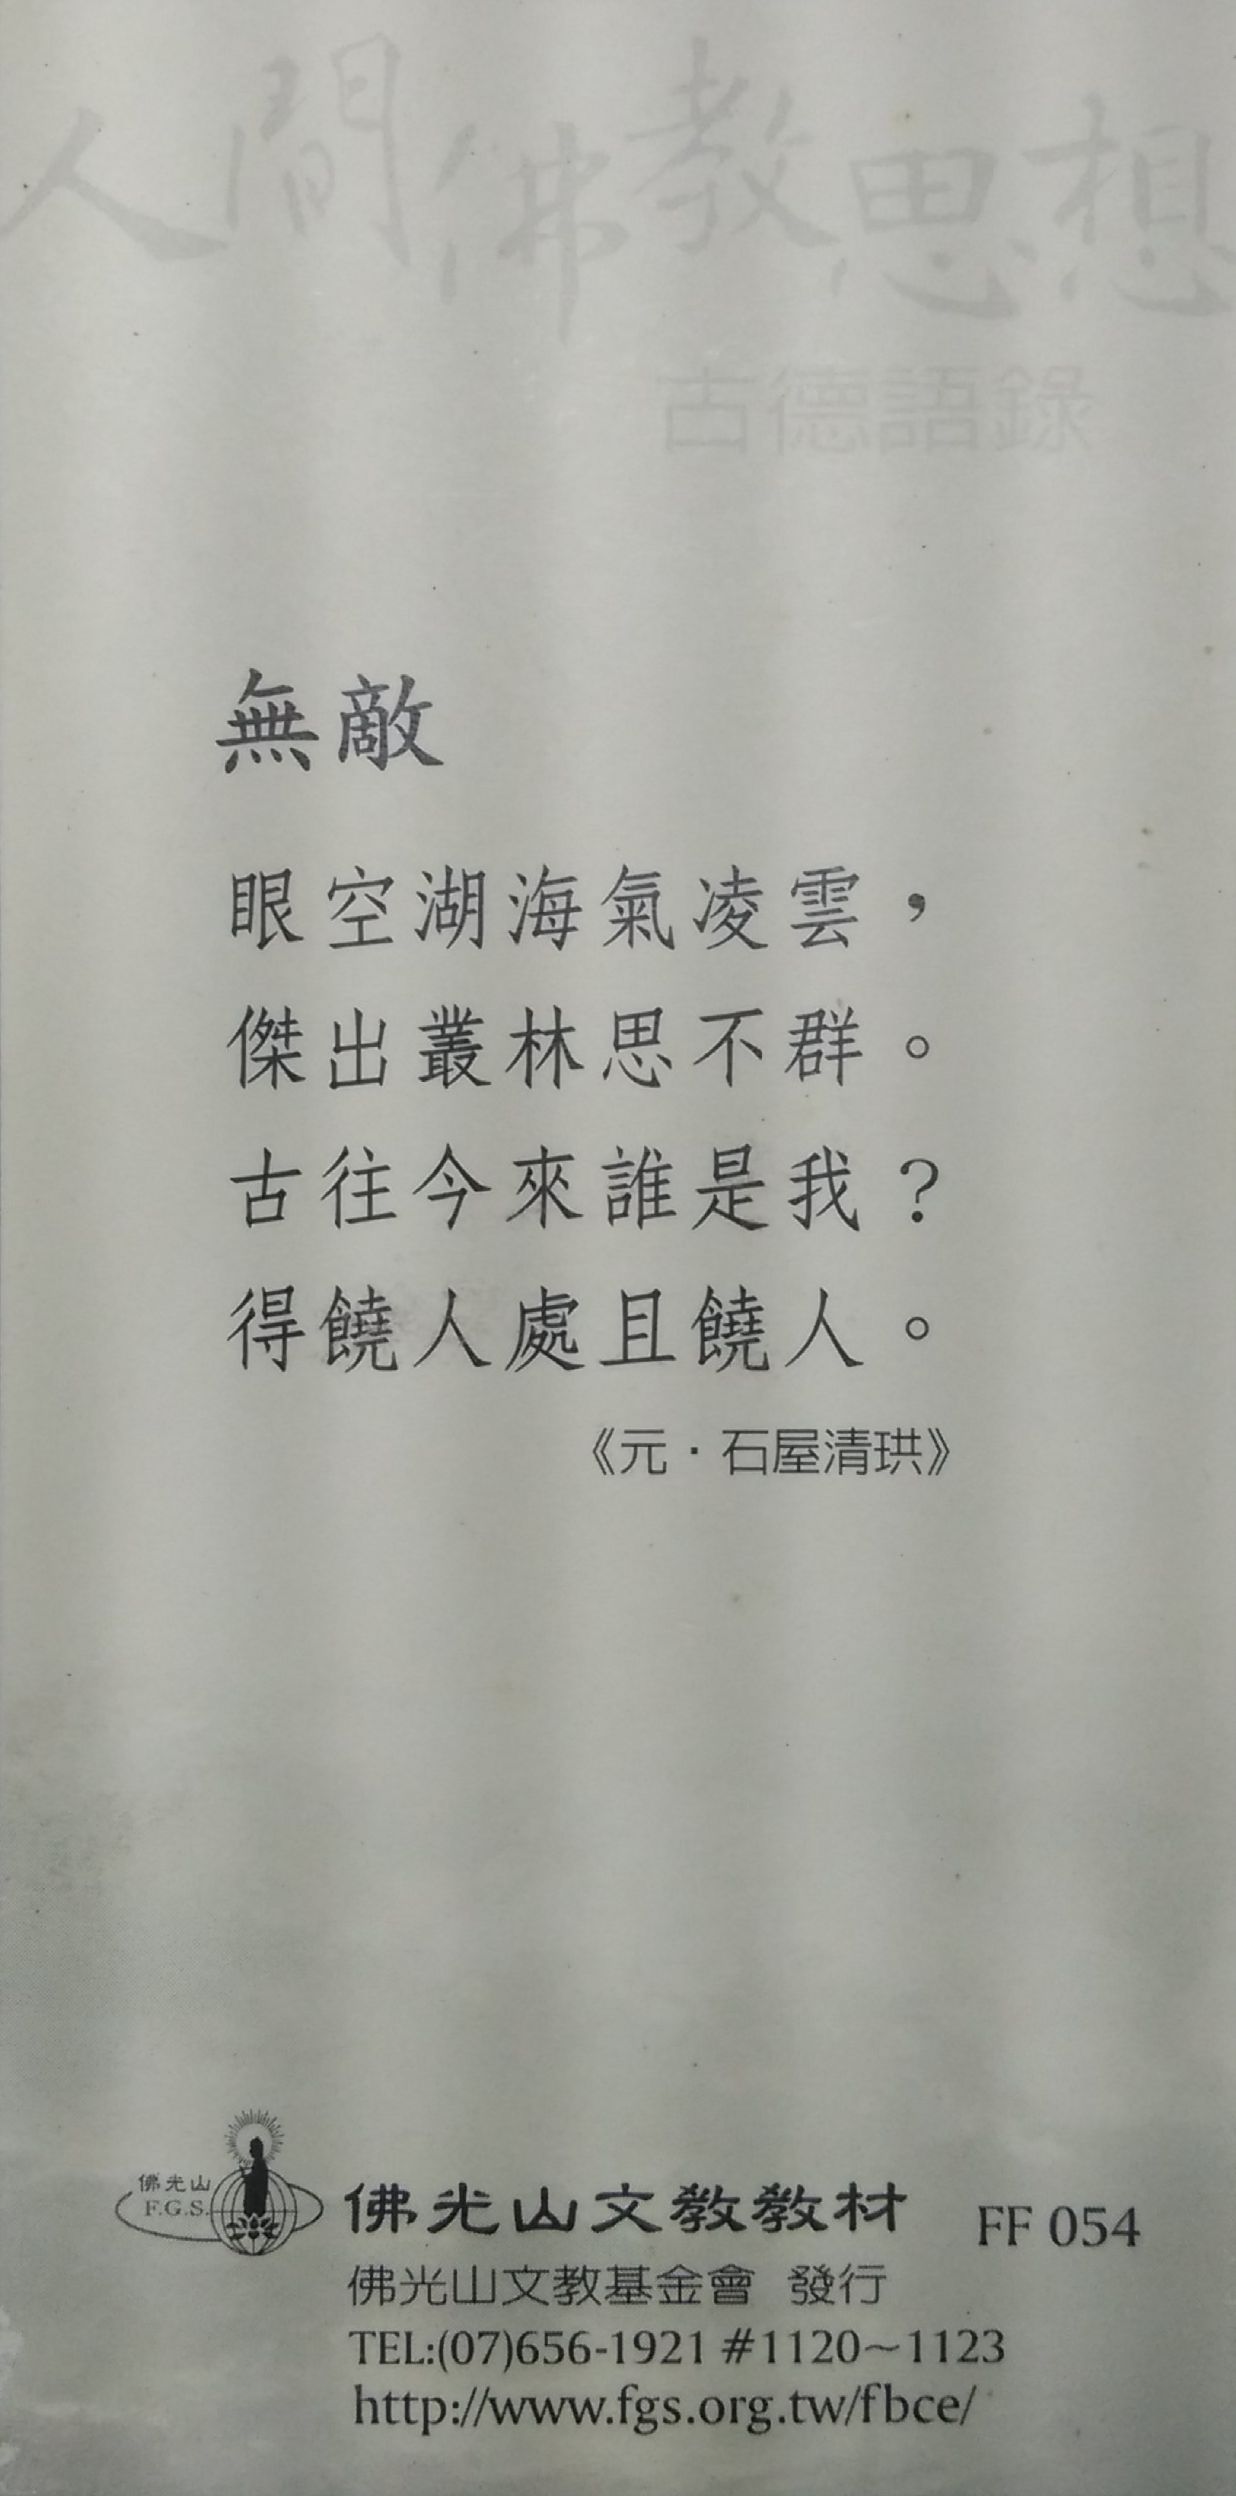 人間佛教思想
古德語錄
無敵
眼空湖海氣凌雲，
傑出叢林思不群。
古往今來誰是我？
得饒人處且饒人。
《元·石屋清珙》
佛光山
F.G.S.
佛光山文教教材 FF 054
佛光山文教基金會 發行
TEL:(07)656-1921 #1120~1123
http://www.fgs.org.tw/fbce/